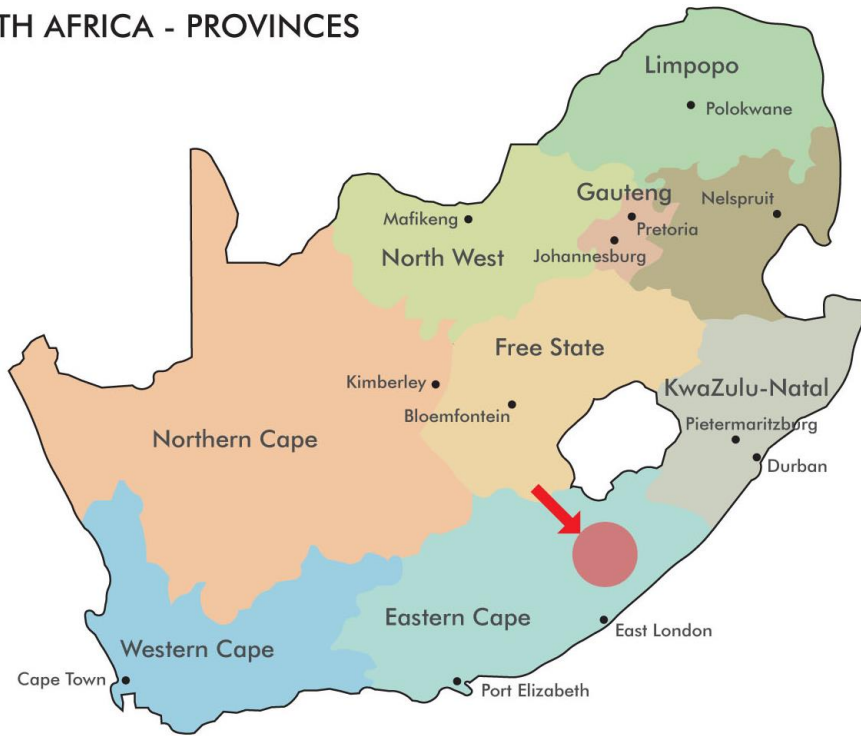 TH AFRICA - PROVINCES
Limpopo
Polokwane
Gauteng
Nelspruit
Mafikeng
Pretoria
North West
Johannesburg
Free State
Kimberley
KwaZulu-Natal
Bloemfontein
Pietermaritzburg
Northern Cape
Durban
Eastern Cape
East London
Western Cape
Cape Town
Port Elizabeth